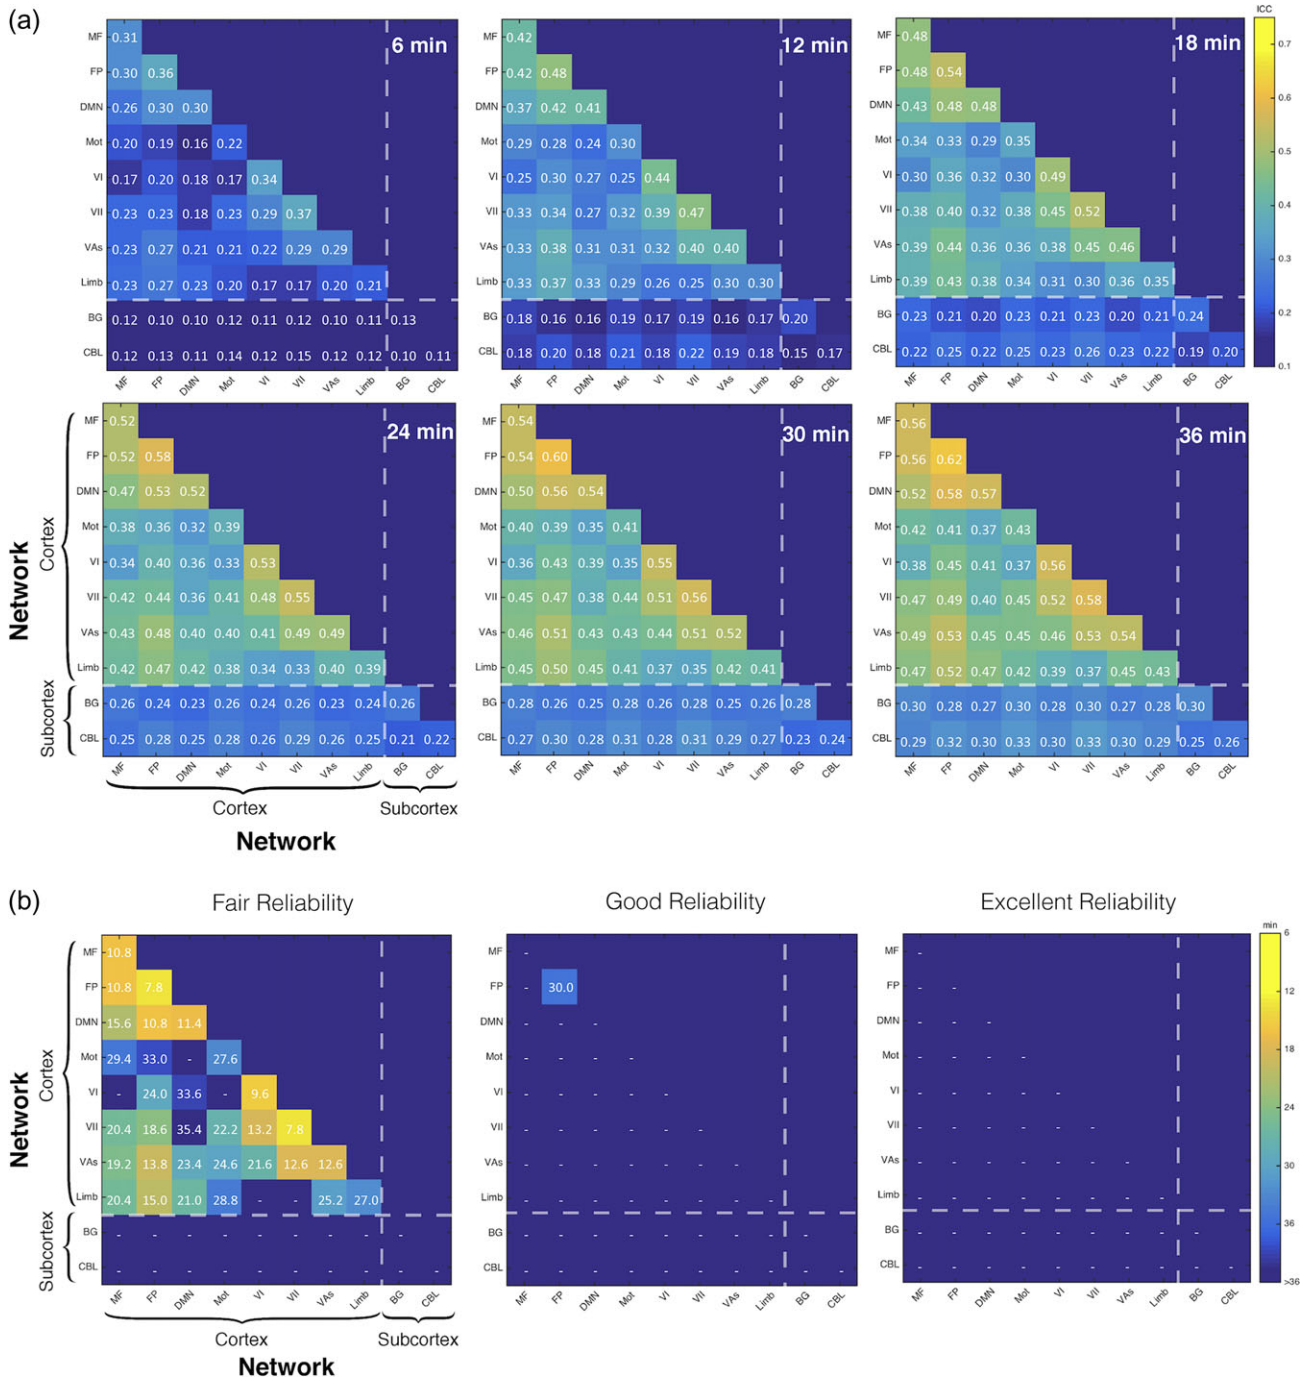 (a)
6 min
MF 0.31
FP 0.30 0.36
DMN 0.26 0.30 0.30
Mot 0.20 0.19 0.16 0.22
VI 0.17 0.20 0.18 0.17 0.34
VII 0.23 0.23 0.18 0.23 0.29 0.37
VAs 0.23 0.27 0.21 0.21 0.22 0.29 0.29
Limb 0.23 0.27 0.23 0.20 0.17 0.17 0.20 0.21
BG 0.12 0.10 0.10 0.12 0.11 0.12 0.10 0.11 0.13
CBL 0.12 0.13 0.11 0.14 0.12 0.15 0.12 0.12 0.10 0.11
MF FP DMN Mot VI VII VAs Limb BG CBL
12 min
MF 0.42
FP 0.42 0.48
DMN 0.37 0.42 0.41
Mot 0.29 0.28 0.24 0.30
VI 0.25 0.30 0.27 0.25 0.44
VII 0.33 0.34 0.27 0.32 0.39 0.47
VAs 0.33 0.38 0.31 0.31 0.32 0.40 0.40
Limb 0.33 0.37 0.33 0.29 0.26 0.25 0.30 0.30
BG 0.18 0.16 0.16 0.19 0.17 0.19 0.16 0.17 0.20
CBL 0.18 0.20 0.18 0.21 0.18 0.22 0.19 0.18 0.15 0.17
MF FP DMN Mot VI VII VAs Limb BG CBL
18 min
MF 0.48
FP 0.48 0.54
DMN 0.43 0.48 0.48
Mot 0.34 0.33 0.29 0.35
VI 0.30 0.36 0.32 0.30 0.49
VII 0.38 0.40 0.32 0.38 0.45 0.52
VAs 0.39 0.44 0.36 0.36 0.38 0.45 0.46
Limb 0.39 0.43 0.38 0.34 0.31 0.30 0.36 0.35
BG 0.23 0.21 0.20 0.23 0.21 0.23 0.20 0.21 0.24
CBL 0.22 0.25 0.22 0.25 0.23 0.26 0.23 0.22 0.19 0.20
MF FP DMN Mot VI VII VAs Limb BG CBL
ICC
0.7
0.6
0.5
0.4
0.3
0.2
0.1
Network
Cortex
Subcortex
24 min
MF 0.52
FP 0.52 0.58
DMN 0.47 0.53 0.52
Mot 0.38 0.36 0.32 0.39
VI 0.34 0.40 0.36 0.33 0.53
VII 0.42 0.44 0.36 0.41 0.48 0.55
VAs 0.43 0.48 0.40 0.40 0.41 0.49 0.49
Limb 0.42 0.47 0.42 0.38 0.34 0.33 0.40 0.39
BG 0.26 0.24 0.23 0.26 0.24 0.26 0.23 0.24 0.26
CBL 0.25 0.28 0.25 0.28 0.26 0.29 0.26 0.25 0.21 0.22
MF FP DMN Mot VI VII VAs Limb BG CBL
Cortex Subcortex
Network
30 min
MF 0.54
FP 0.54 0.60
DMN 0.50 0.56 0.54
Mot 0.40 0.39 0.35 0.41
VI 0.36 0.43 0.39 0.35 0.55
VII 0.45 0.47 0.38 0.44 0.51 0.56
VAs 0.46 0.51 0.43 0.43 0.44 0.51 0.52
Limb 0.45 0.50 0.45 0.41 0.37 0.35 0.42 0.41
BG 0.28 0.26 0.25 0.28 0.26 0.28 0.25 0.26 0.28
CBL 0.27 0.30 0.28 0.31 0.28 0.31 0.28 0.27 0.23 0.24
MF FP DMN Mot VI VII VAs Limb BG CBL
36 min
MF 0.56
FP 0.56 0.62
DMN 0.52 0.58 0.57
Mot 0.42 0.41 0.37 0.43
VI 0.38 0.45 0.41 0.37 0.56
VII 0.47 0.49 0.40 0.45 0.52 0.58
VAs 0.49 0.53 0.45 0.45 0.46 0.53 0.54
Limb 0.47 0.52 0.47 0.42 0.39 0.37 0.45 0.43
BG 0.30 0.28 0.27 0.30 0.28 0.30 0.27 0.28 0.30
CBL 0.29 0.32 0.30 0.33 0.30 0.33 0.30 0.29 0.25 0.26
MF FP DMN Mot VI VII VAs Limb BG CBL
(b)
Fair Reliability
Network
Cortex
Subcortex
MF 10.8
FP 10.8 7.8
DMN 15.6 10.8 11.4
Mot 29.4 33.0 - 27.6
VI - 24.0 33.6 - 9.6
VII 20.4 18.6 35.4 22.2 13.2 7.8
VAs 19.2 13.8 23.4 24.6 21.6 12.6 12.6
Limb 20.4 15.0 21.0 28.8 - - 25.2 27.0
BG - - - - - - - - -
CBL - - - - - - - - - -
MF FP DMN Mot VI VII VAs Limb BG CBL
Cortex Subcortex
Network
Good Reliability
MF -
FP - 30.0
DMN - - -
Mot - - - -
VI - - - - -
VII - - - - - -
VAs - - - - - - -
Limb - - - - - - - -
BG - - - - - - - - -
CBL - - - - - - - - - -
MF FP DMN Mot VI VII VAs Limb BG CBL
Excellent Reliability
MF -
FP - -
DMN - - -
Mot - - - -
VI - - - - -
VII - - - - - -
VAs - - - - - - -
Limb - - - - - - - -
BG - - - - - - - - -
CBL - - - - - - - - - -
MF FP DMN Mot VI VII VAs Limb BG CBL
min
6
12
18
24
30
36
>36